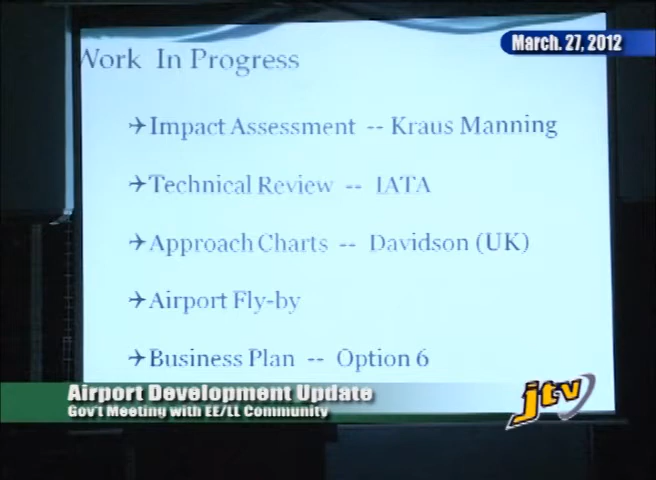 March. 27, 2012
Work In Progress
Impact Assessment -- Kraus Manning
Technical Review -- IATA
Approach Charts -- Davidson (UK)
Airport Fly-by
Business Plan -- Option 6
Airport Development Update
Gov't Meeting with EE/LL Community
jtv